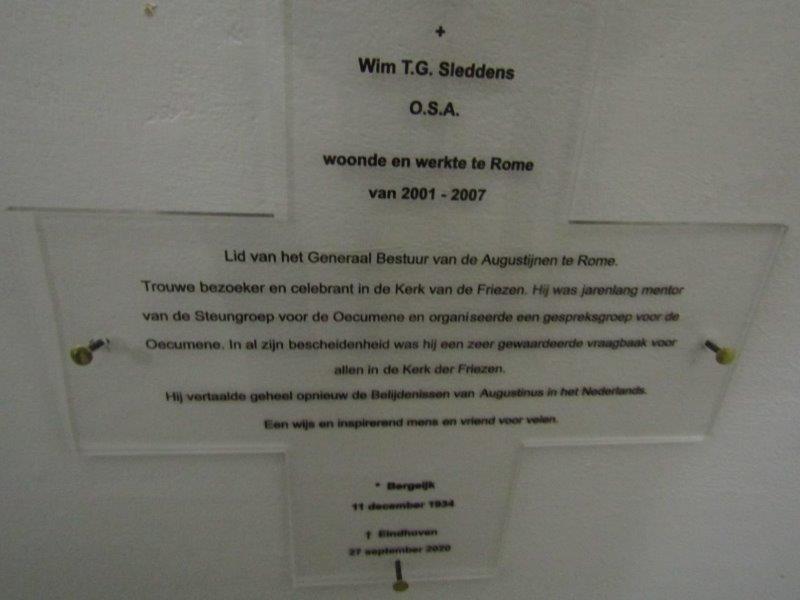 +
Wim T.G. Sleddens
O.S.A.
woonde en werkte te Rome
van 2001 - 2007
Lid van het Generaal Bestuur van de Augustijnen te Rome.
Trouwe bezoeker en celebrant in de Kerk van de Friezen. Hij was jarenlang mentor
van de Steungroep voor de Oecumene en organiseerde een gespreksgroep voor de
Oecumene. In al zijn bescheidenheid was hij een zeer gewaardeerde vraagbaak voor
allen in de Kerk der Friezen.
Hij vertaalde geheel opnieuw de Belijdenissen van Augustinus in het Nederlands.
Een wijs en inspirerend mens en vriend voor velen.
* Bergeijk
11 december 1934
† Eindhoven
27 september 2020